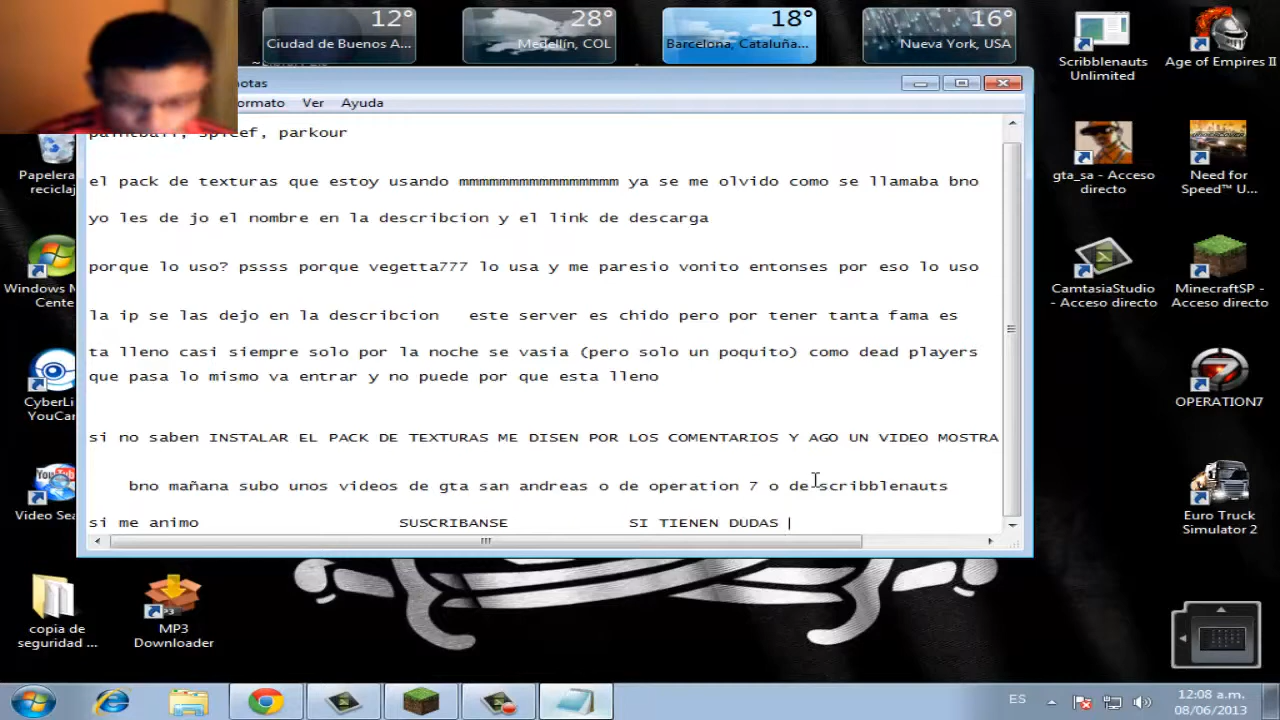 12°
Ciudad de Buenos A...
28°
Medellín, COL
18°
Barcelona, Cataluña...
16°
Nueva York, USA
Scribblenauts Unlimited
Age of Empires II
otas
ormato Ver Ayuda
parkour
el pack de texturas que estoy usando mmmmmmmmmmmmmmmm ya se me olvido como se llamaba bno
yo les de jo el nombre en la describcion y el link de descarga
porque lo uso? pssss porque vegetta777 lo usa y me paresio vonito entonses por eso lo uso
la ip se las dejo en la describcion este server es chido pero por tener tanta fama es
ta lleno casi siempre solo por la noche se vasia (pero solo un poquito) como dead players
que pasa lo mismo va entrar y no puede por que esta lleno
si no saben INSTALAR EL PACK DE TEXTURAS ME DISEN POR LOS COMENTARIOS Y AGO UN VIDEO MOSTRA
bno mañana subo unos videos de gta san andreas o de operation 7 o de scribblenauts
si me animo SUSCRIBANSE SI TIENEN DUDAS
Papelera
reciclaj
Windows M
Cente
CyberLi
YouCar
Video Sea
gta_sa - Acceso directo
Need for Speed™ U...
CamtasiaStudio - Acceso directo
MinecraftSP - Acceso directo
OPERATION7
Euro Truck Simulator 2
copia de seguridad ...
MP3 Downloader
ES
12:08 a.m.
08/06/2013